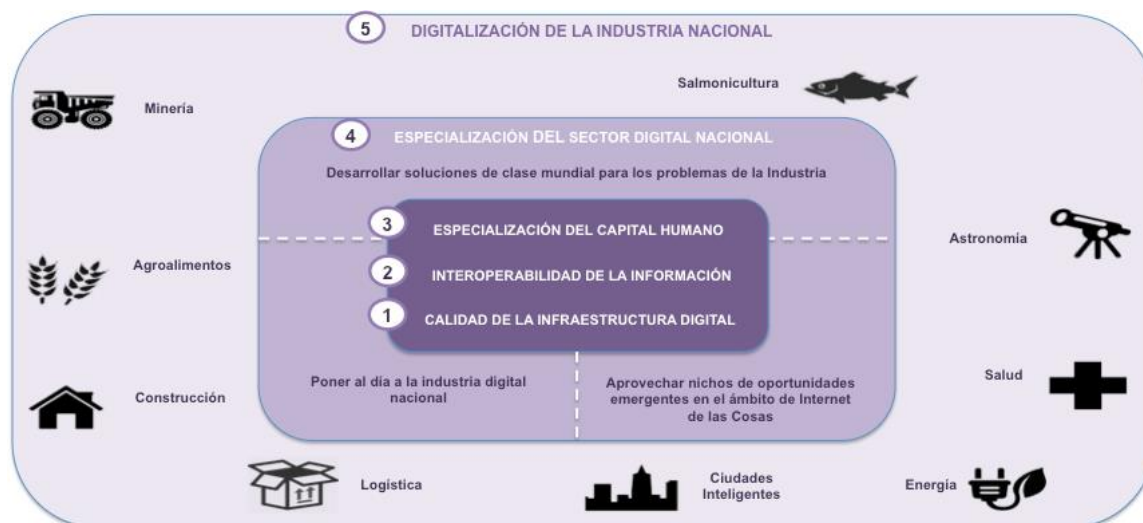 5 DIGITALIZACIÓN DE LA INDUSTRIA NACIONAL
Salmonicultura
Minería
4 ESPECIALIZACIÓN DEL SECTOR DIGITAL NACIONAL
Desarrollar soluciones de clase mundial para los problemas de la Industria
3 ESPECIALIZACIÓN DEL CAPITAL HUMANO
Astronomía
Agroalimentos
2 INTEROPERABILIDAD DE LA INFORMACIÓN
1 CALIDAD DE LA INFRAESTRUCTURA DIGITAL
Poner al día a la industria digital
nacional
Aprovechar nichos de oportunidades
emergentes en el ámbito de Internet
de las Cosas
Salud
Construcción
Logística
Ciudades
Inteligentes
Energía